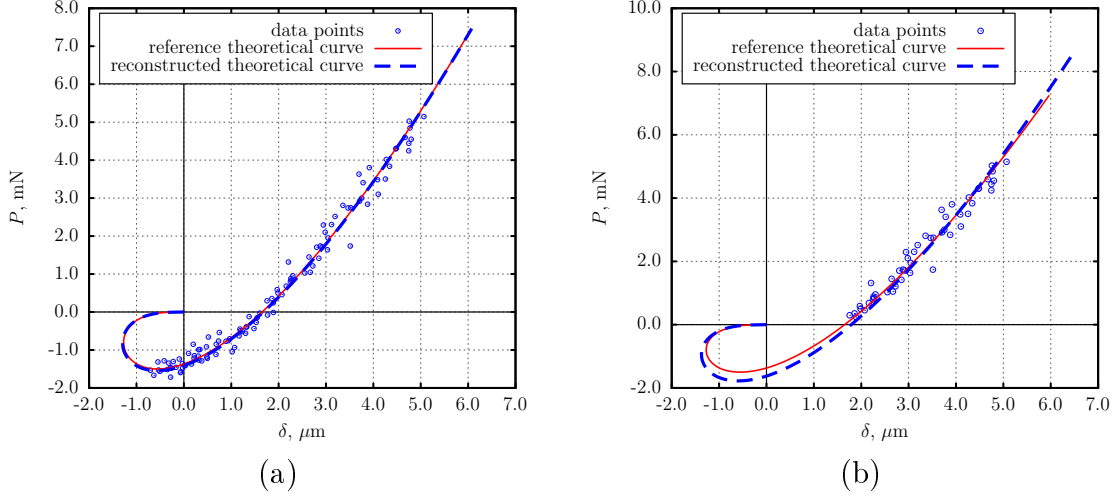 8.0
7.0
6.0
5.0
4.0
3.0
2.0
1.0
0.0
-1.0
-2.0
-2.0 -1.0 0.0 1.0 2.0 3.0 4.0 5.0 6.0 7.0
P, mN
δ, μm
data points
reference theoretical curve
reconstructed theoretical curve
(a)
10.0
8.0
6.0
4.0
2.0
0.0
-2.0
-2.0 -1.0 0.0 1.0 2.0 3.0 4.0 5.0 6.0 7.0
P, mN
δ, μm
data points
reference theoretical curve
reconstructed theoretical curve
(b)